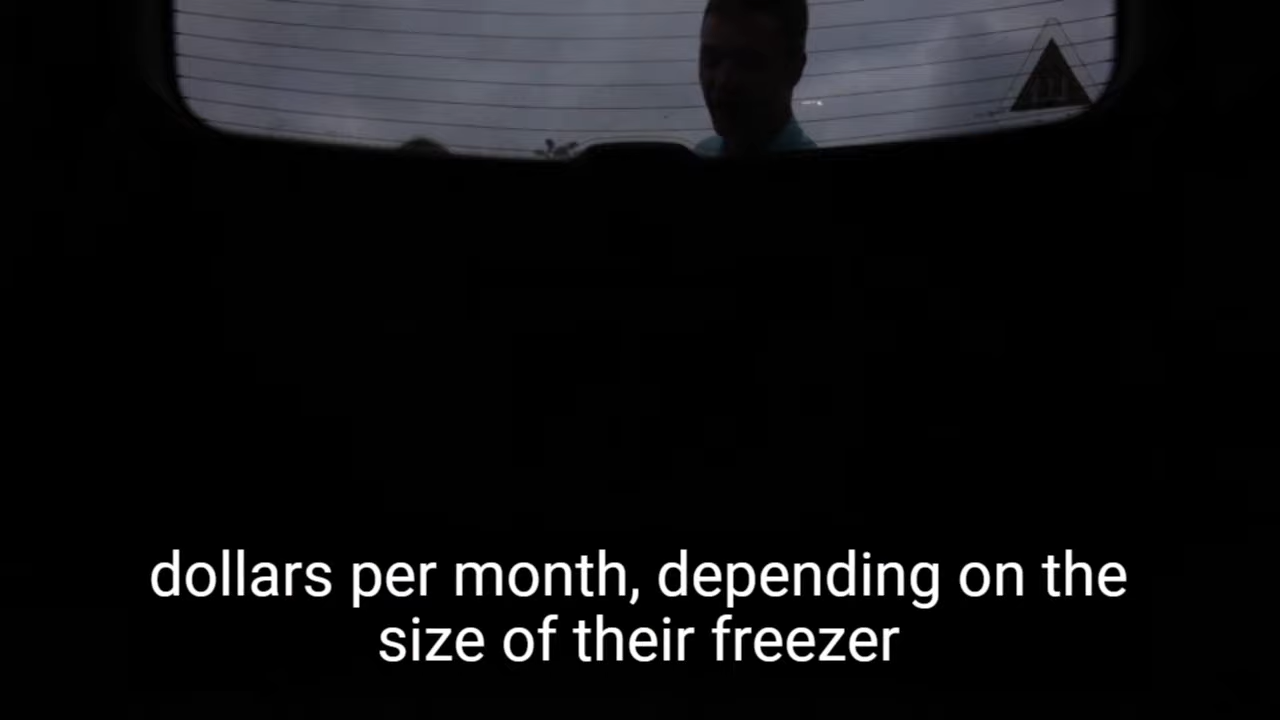 dollars per month, depending on the
size of their freezer